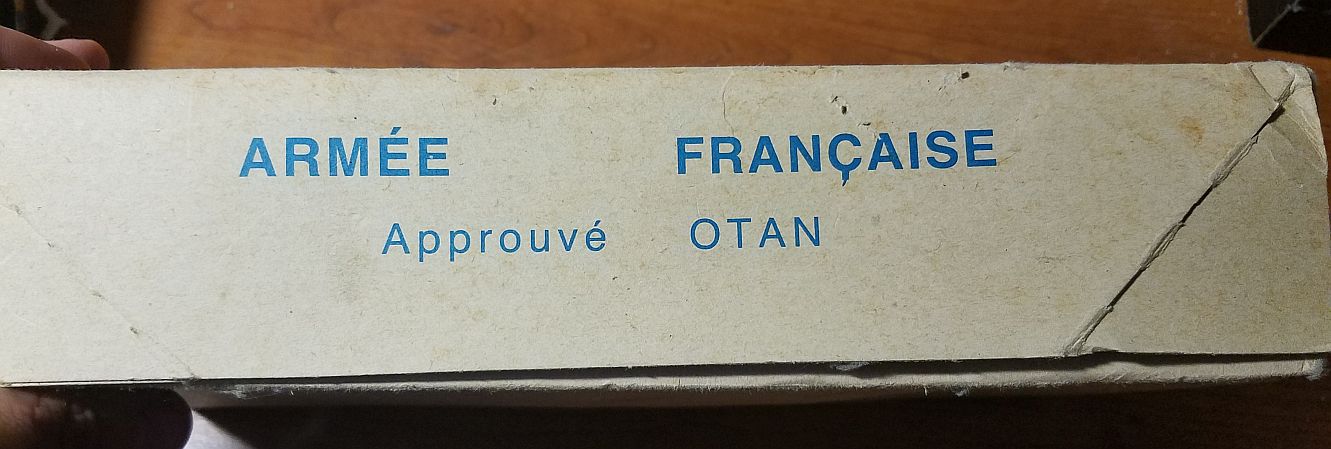 ARMÉE FRANÇAISE
Approuvé OTAN